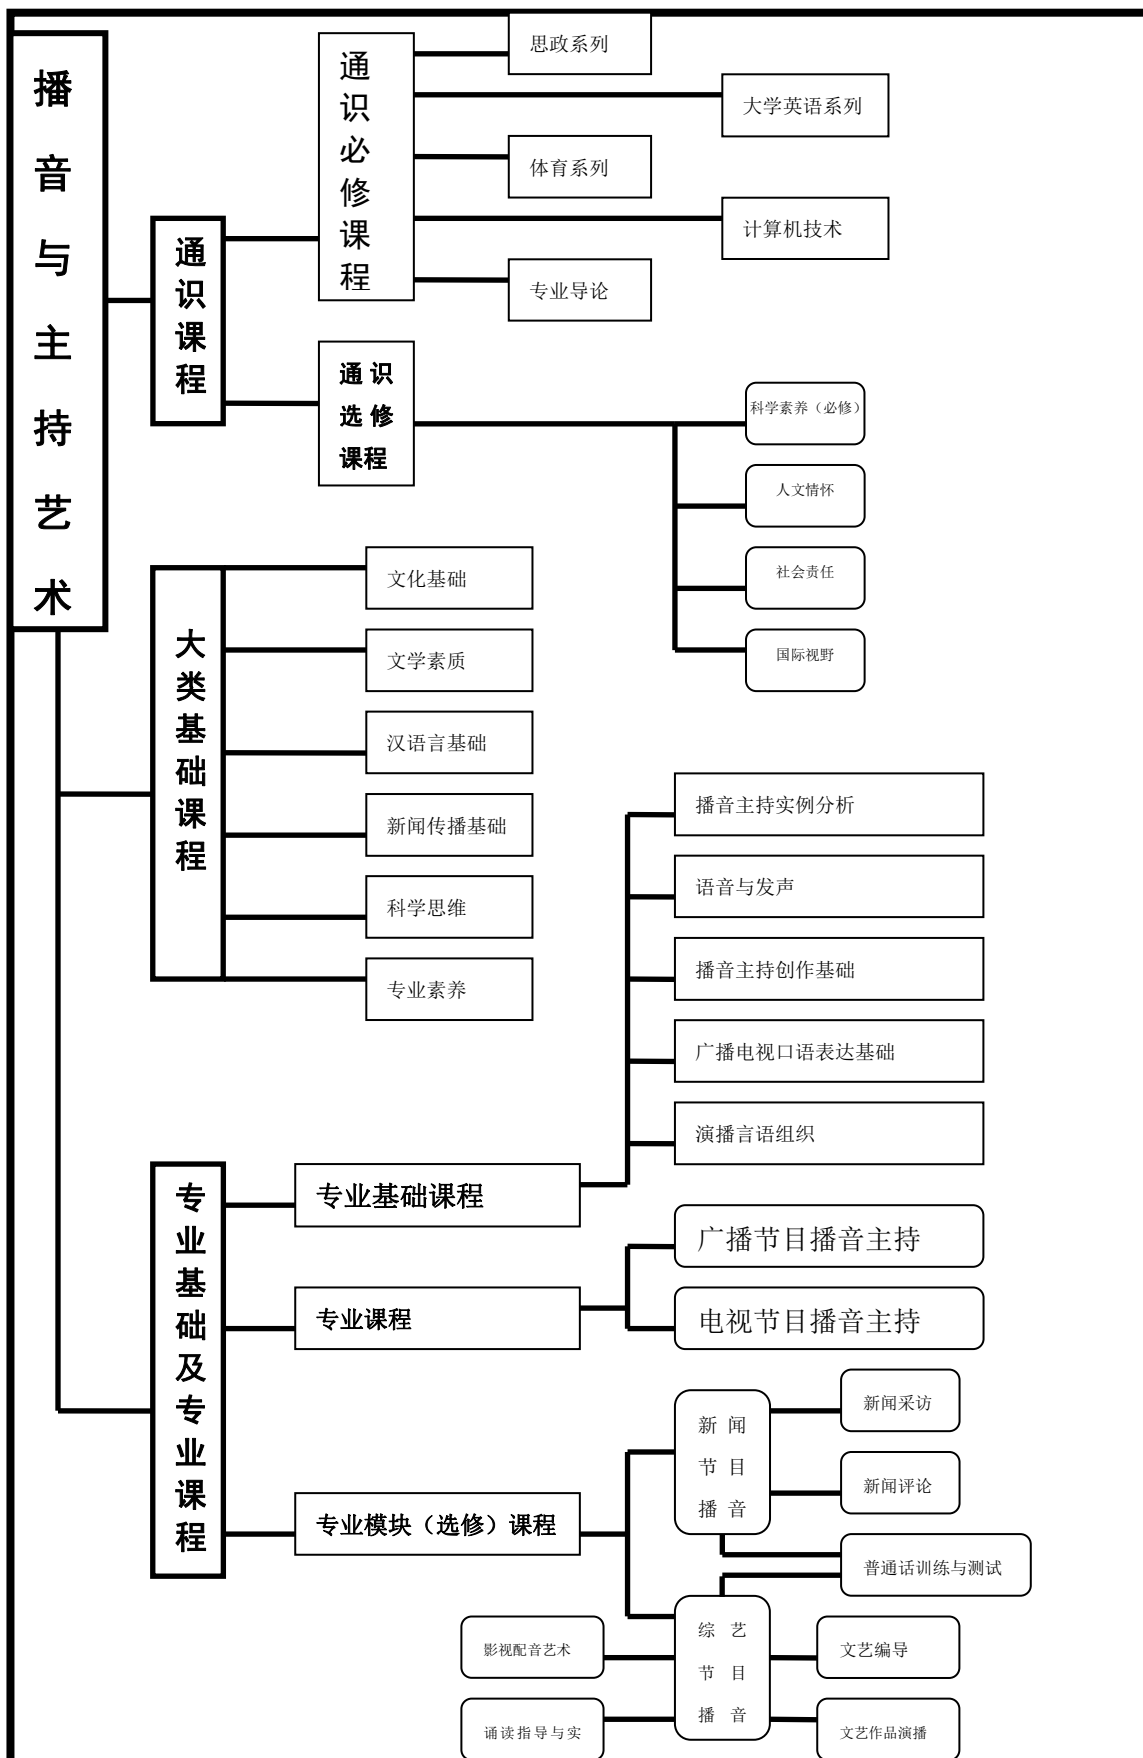 播音与主持艺术
通识课程
通识必修课程
思政系列
大学英语系列
体育系列
计算机技术
专业导论
通识
选修
课程
科学素养（必修）
人文情怀
社会责任
国际视野
大类基础课程
文化基础
文学素质
汉语言基础
新闻传播基础
科学思维
专业素养
专业基础及专业课程
专业基础课程
播音主持实例分析
语音与发声
播音主持创作基础
广播电视口语表达基础
演播言语组织
专业课程
广播节目播音主持
电视节目播音主持
专业模块（选修）课程
新闻
节目
播音
新闻采访
新闻评论
普通话训练与测试
综艺
节目
播音
影视配音艺术
诵读指导与实
文艺编导
文艺作品演播